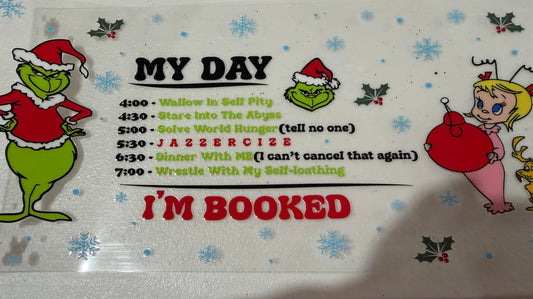 MY DAY
4:00 - Wallow In Self Pity
4:30 - Stare Into The Abyss
5:00 - Solve World Hunger(tell no one)
5:30 - JAZZERCIZE
6:30 - Dinner With ME(I can't cancel that again)
7:00 - Wrestle With My Self-loathing
I'M BOOKED